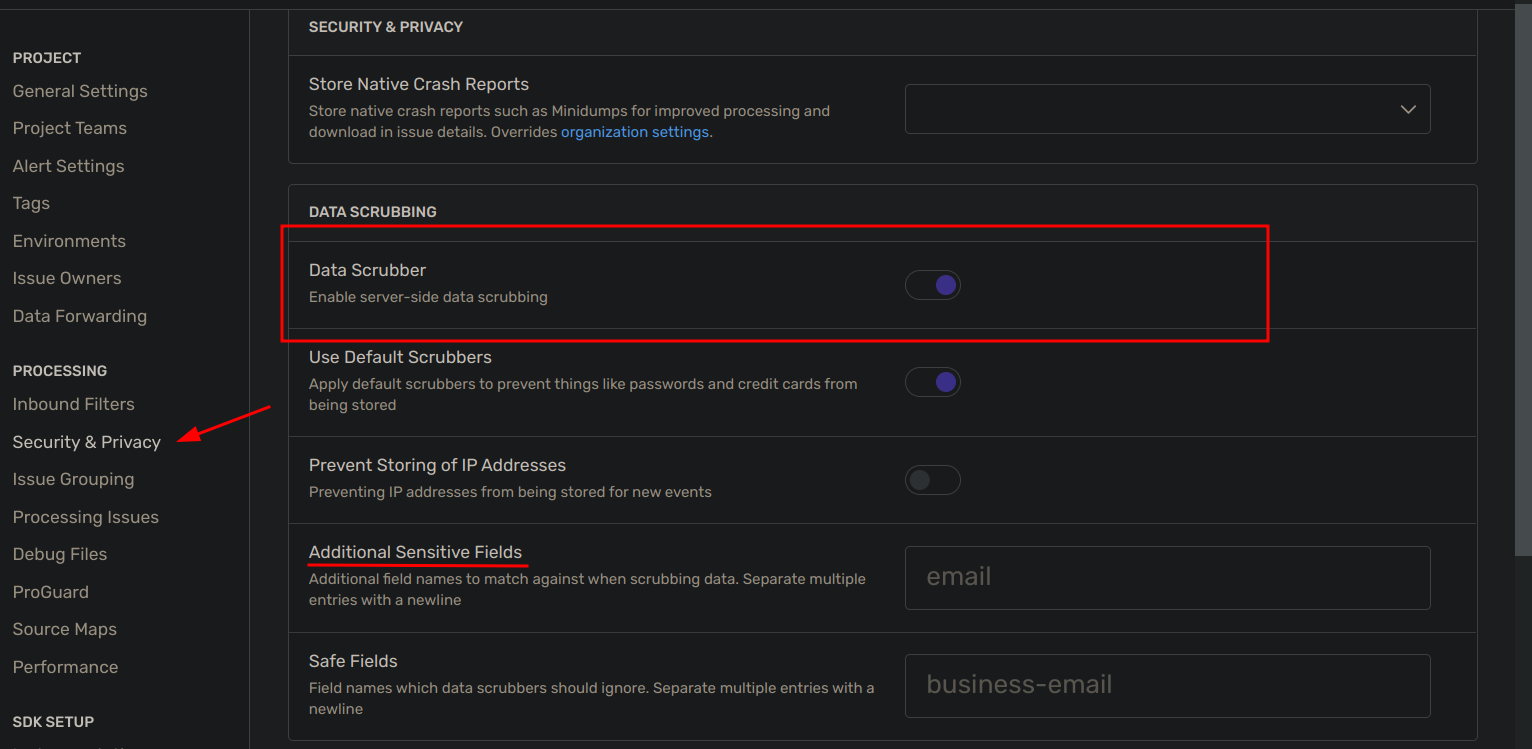 PROJECT
General Settings
Project Teams
Alert Settings
Tags
Environments
Issue Owners
Data Forwarding
PROCESSING
Inbound Filters
Security & Privacy
Issue Grouping
Processing Issues
Debug Files
ProGuard
Source Maps
Performance
SDK SETUP
SECURITY & PRIVACY
Store Native Crash Reports
Store native crash reports such as Minidumps for improved processing and
download in issue details. Overrides organization settings.
DATA SCRUBBING
Data Scrubber
Enable server-side data scrubbing
Use Default Scrubbers
Apply default scrubbers to prevent things like passwords and credit cards from
being stored
Prevent Storing of IP Addresses
Preventing IP addresses from being stored for new events
Additional Sensitive Fields
Additional field names to match against when scrubbing data. Separate multiple
entries with a newline
email
Safe Fields
Field names which data scrubbers should ignore. Separate multiple entries with a
newline
business-email